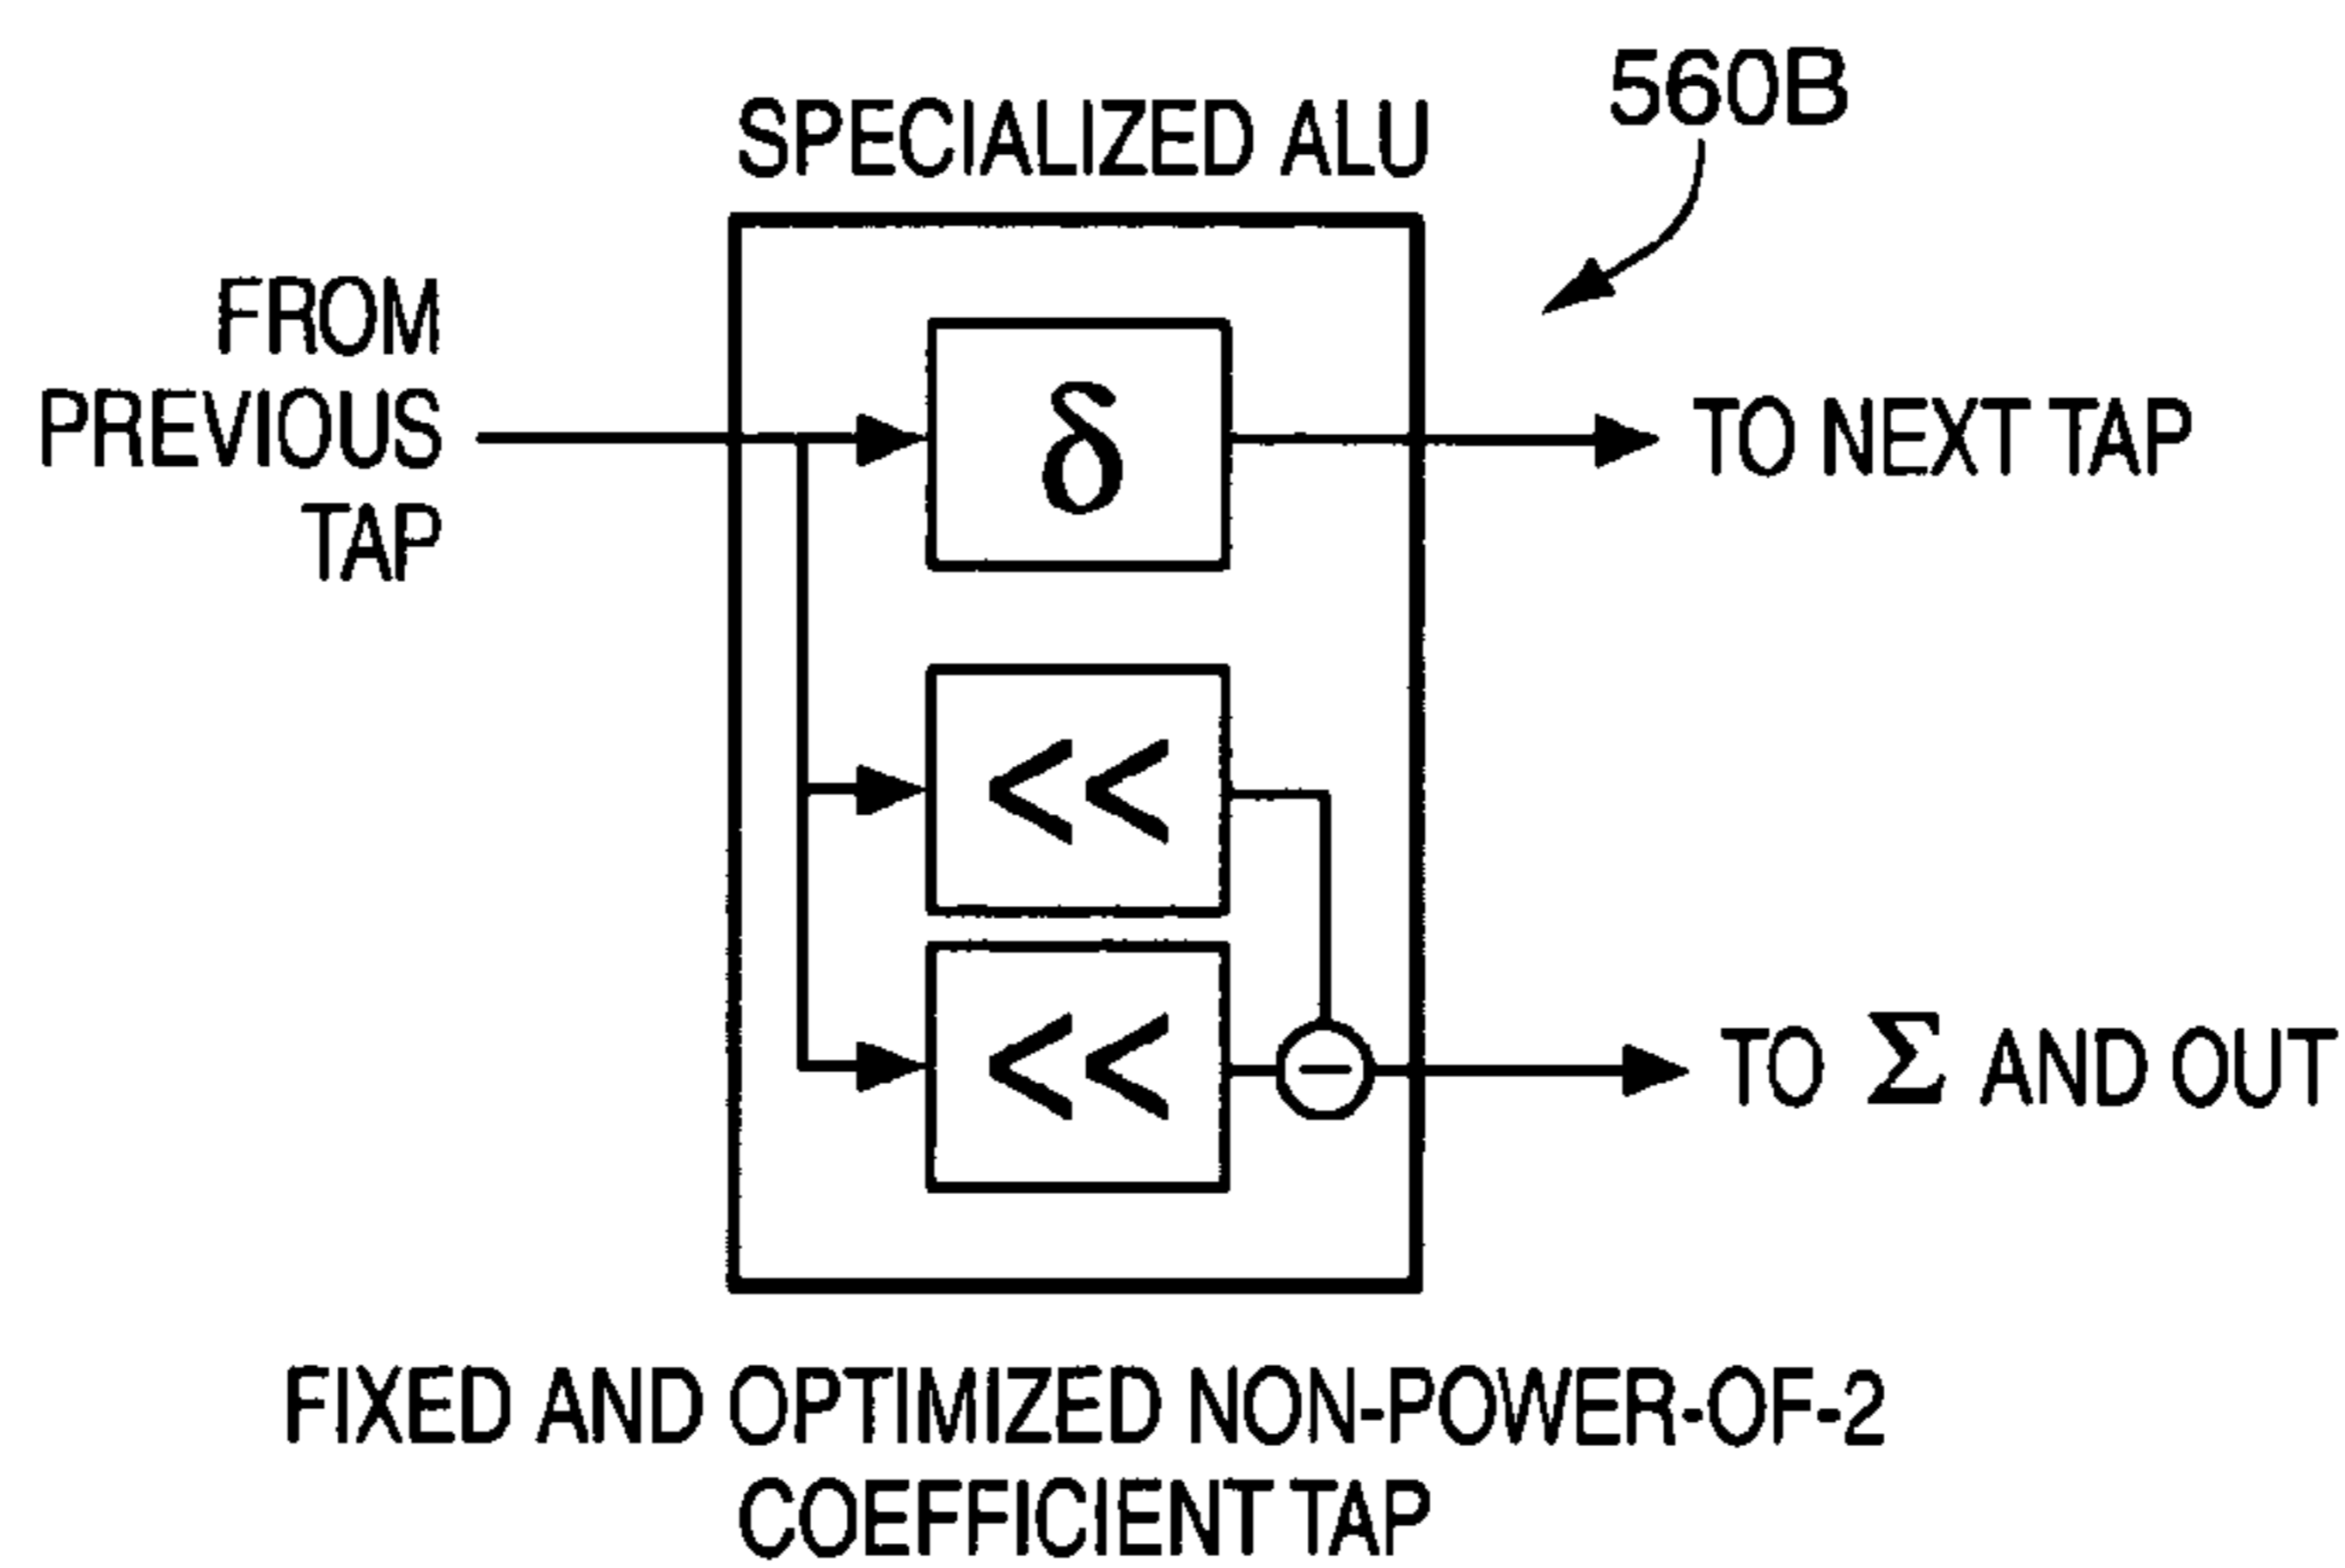 560B
SPECIALIZED ALU
FROM
PREVIOUS
TAP
δ
TO NEXT TAP
<<
<<
−
TO Σ AND OUT
FIXED AND OPTIMIZED NON-POWER-OF-2
COEFFICIENT TAP